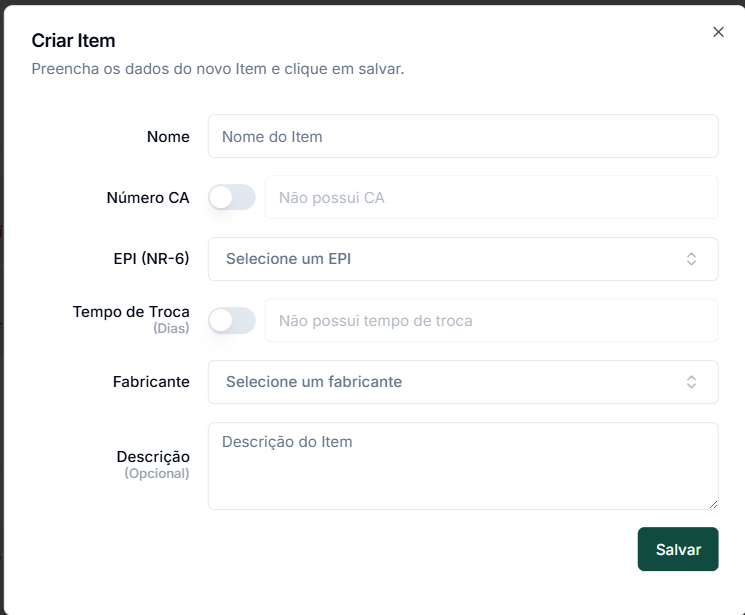 Criar Item
Preencha os dados do novo Item e clique em salvar.
Nome
Nome do Item
Número CA
Não possui CA
EPI (NR-6)
Selecione um EPI
Tempo de Troca
(Dias)
Não possui tempo de troca
Fabricante
Selecione um fabricante
Descrição
(Opcional)
Descrição do Item
Salvar